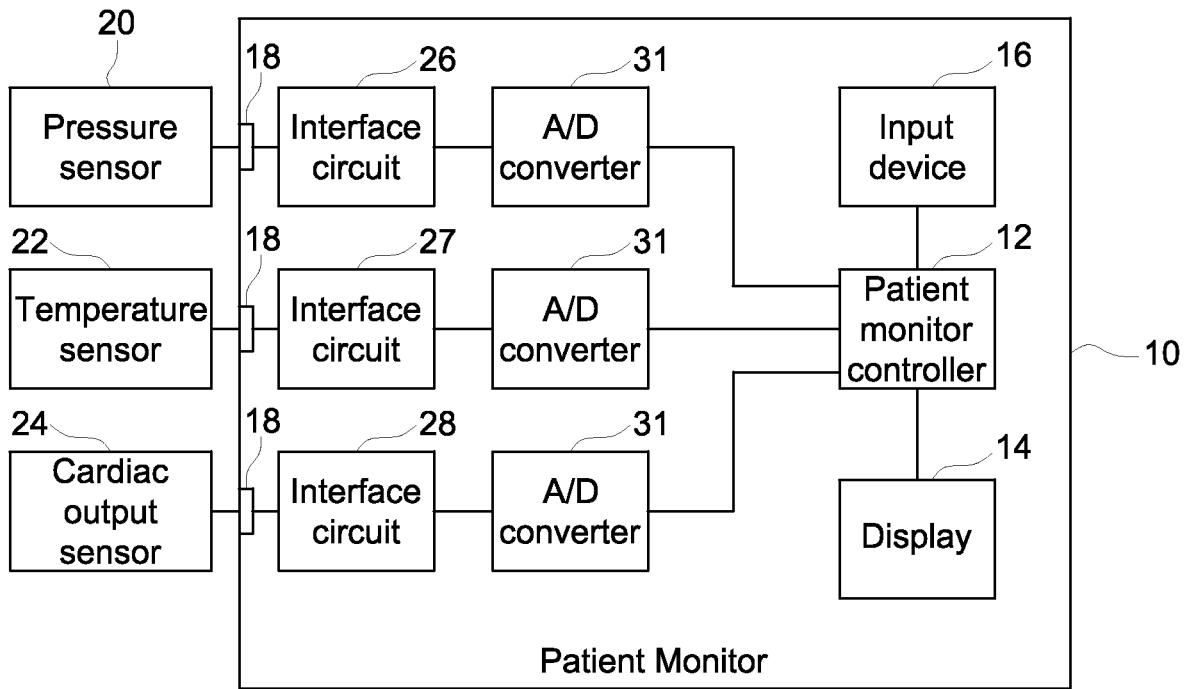 20
18
26
31
16
Pressure
sensor
Interface
circuit
A/D
converter
Input
device
22
18
27
31
12
Temperature
sensor
Interface
circuit
A/D
converter
Patient
monitor
controller
10
24
18
28
31
14
Cardiac
output
sensor
Interface
circuit
A/D
converter
Display
Patient Monitor